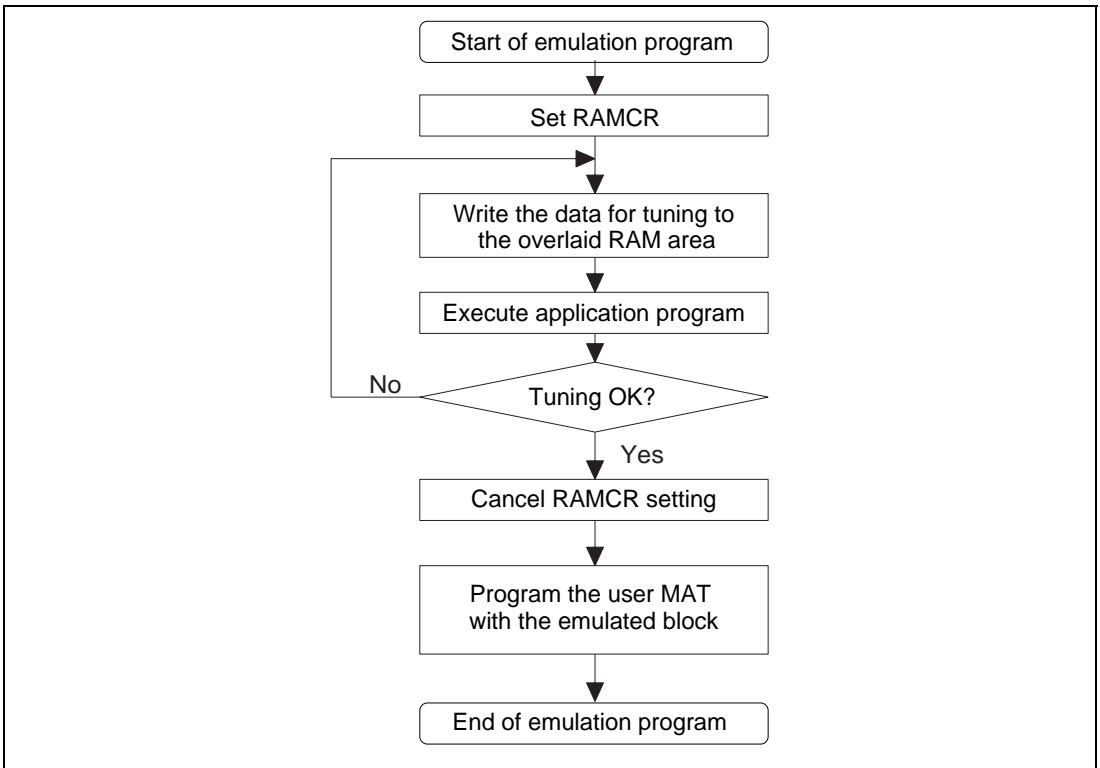 Start of emulation program
Set RAMCR
Write the data for tuning to
the overlaid RAM area
Execute application program
No
Tuning OK?
Yes
Cancel RAMCR setting
Program the user MAT
with the emulated block
End of emulation program